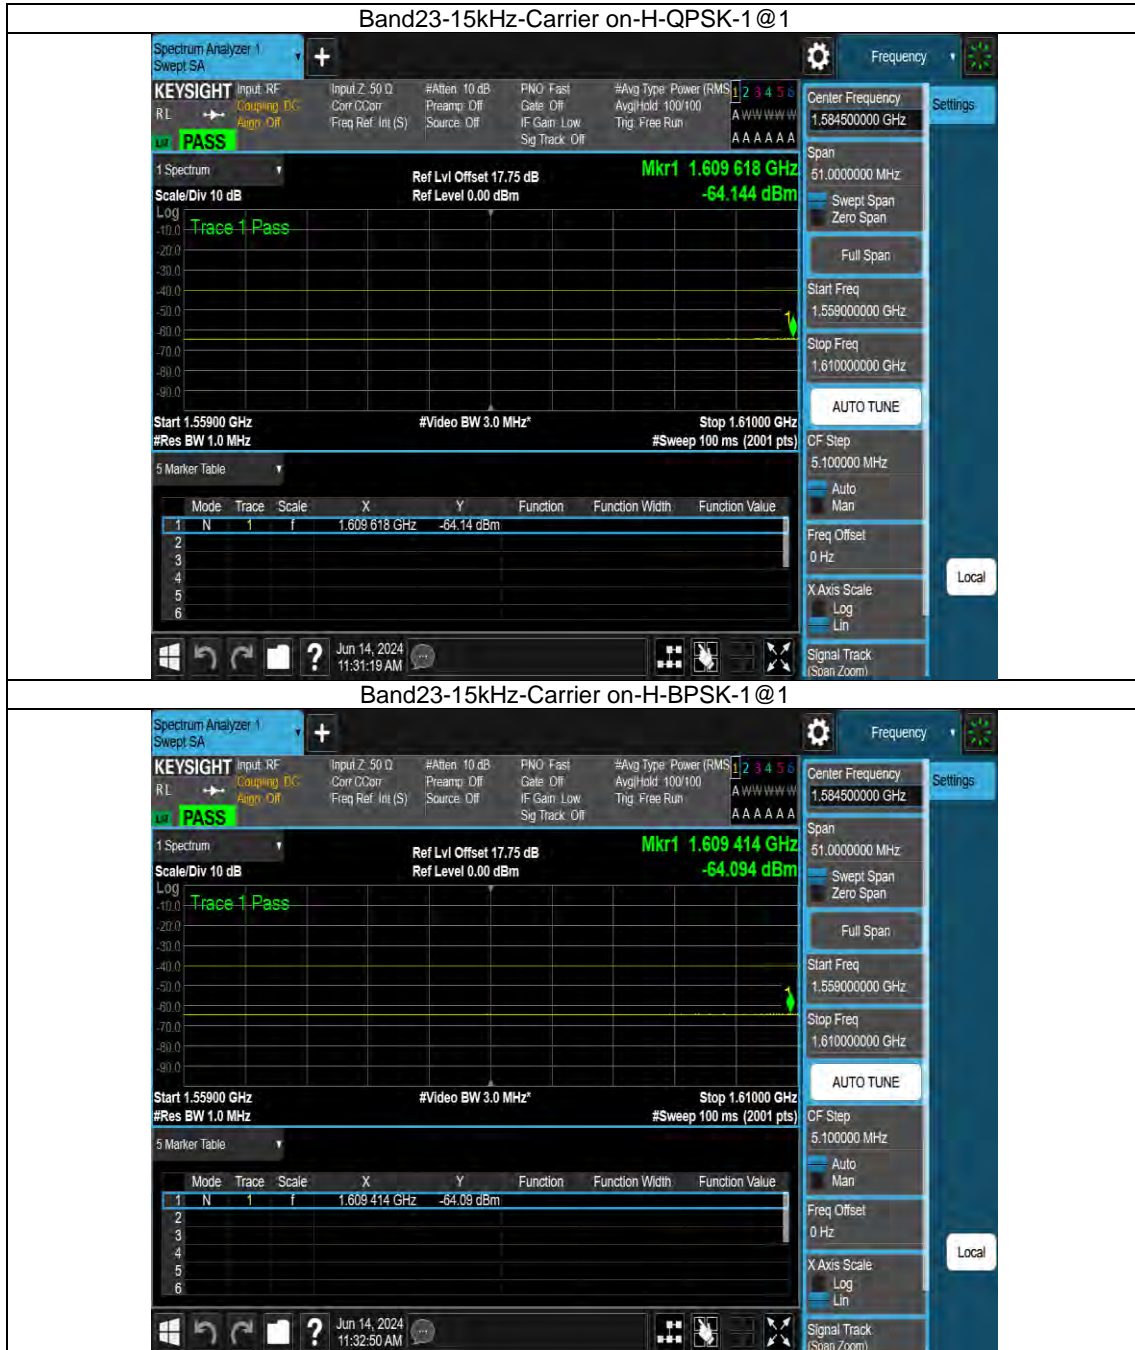 Band23-15kHz-Carrier on-H-QPSK-1@1
Spectrum Analyzer 1
Swept SA
+
Frequency
KEYSIGHT
RL
Input: RF
Coupling: DC
Align: Off
Input Z: 50 Ω
Corr CCorr
Freq Ref: Int (S)
#Atten: 10 dB
Preamp: Off
Source: Off
PNO: Fast
Gate: Off
IF Gain: Low
Sig Track: Off
#Avg Type: Power (RMS
Avg|Hold: 100/100
Trig: Free Run
1 2 3 4 5 6
A W W W W W
A A A A A A
PASS
Center Frequency
1.584500000 GHz
Settings
1 Spectrum
Ref Lvl Offset 17.75 dB
Mkr1 1.609 618 GHz
Scale/Div 10 dB
Ref Level 0.00 dBm
-64.144 dBm
Span
51.0000000 MHz
Swept Span
Zero Span
Log
Trace 1 Pass
-10.0
-20.0
-30.0
-40.0
-50.0
-60.0
-70.0
-80.0
-90.0
1
Full Span
Start Freq
1.559000000 GHz
Stop Freq
1.610000000 GHz
AUTO TUNE
Start 1.55900 GHz
#Video BW 3.0 MHz*
Stop 1.61000 GHz
#Res BW 1.0 MHz
#Sweep 100 ms (2001 pts)
CF Step
5.100000 MHz
Auto
Man
5 Marker Table
Mode Trace Scale X Y Function Function Width Function Value
1 N 1 f 1.609 618 GHz -64.14 dBm
2
3
4
5
6
Freq Offset
0 Hz
Local
X Axis Scale
Log
Lin
Signal Track
(Span Zoom)
?
Jun 14, 2024
11:31:19 AM
Band23-15kHz-Carrier on-H-BPSK-1@1
Spectrum Analyzer 1
Swept SA
+
Frequency
KEYSIGHT
RL
Input: RF
Coupling: DC
Align: Off
Input Z: 50 Ω
Corr CCorr
Freq Ref: Int (S)
#Atten: 10 dB
Preamp: Off
Source: Off
PNO: Fast
Gate: Off
IF Gain: Low
Sig Track: Off
#Avg Type: Power (RMS
Avg|Hold: 100/100
Trig: Free Run
1 2 3 4 5 6
A W W W W W
A A A A A A
PASS
Center Frequency
1.584500000 GHz
Settings
1 Spectrum
Ref Lvl Offset 17.75 dB
Mkr1 1.609 414 GHz
Scale/Div 10 dB
Ref Level 0.00 dBm
-64.094 dBm
Span
51.0000000 MHz
Swept Span
Zero Span
Log
Trace 1 Pass
-10.0
-20.0
-30.0
-40.0
-50.0
-60.0
-70.0
-80.0
-90.0
1
Full Span
Start Freq
1.559000000 GHz
Stop Freq
1.610000000 GHz
AUTO TUNE
Start 1.55900 GHz
#Video BW 3.0 MHz*
Stop 1.61000 GHz
#Res BW 1.0 MHz
#Sweep 100 ms (2001 pts)
CF Step
5.100000 MHz
Auto
Man
5 Marker Table
Mode Trace Scale X Y Function Function Width Function Value
1 N 1 f 1.609 414 GHz -64.09 dBm
2
3
4
5
6
Freq Offset
0 Hz
Local
X Axis Scale
Log
Lin
Signal Track
(Span Zoom)
?
Jun 14, 2024
11:32:50 AM